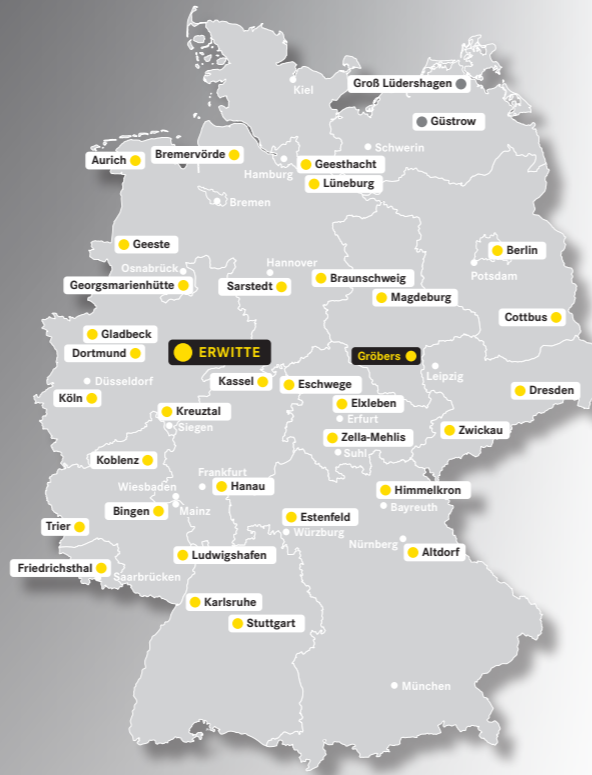 Kiel
Groß Lüdershagen
Güstrow
Schwerin
Aurich
Bremervörde
Hamburg
Geesthacht
Lüneburg
Bremen
Geeste
Berlin
Osnabrück
Hannover
Potsdam
Georgsmarienhütte
Sarstedt
Braunschweig
Magdeburg
Cottbus
Gladbeck
Dortmund
ERWITTE
Gröbers
Leipzig
Düsseldorf
Kassel
Eschwege
Dresden
Köln
Kreuztal
Elxleben
Erfurt
Siegen
Zella-Mehlis
Zwickau
Suhl
Koblenz
Frankfurt
Wiesbaden
Hanau
Himmelkron
Bayreuth
Bingen
Mainz
Estenfeld
Trier
Würzburg
Nürnberg
Altdorf
Ludwigshafen
Friedrichsthal
Saarbrücken
Karlsruhe
Stuttgart
München